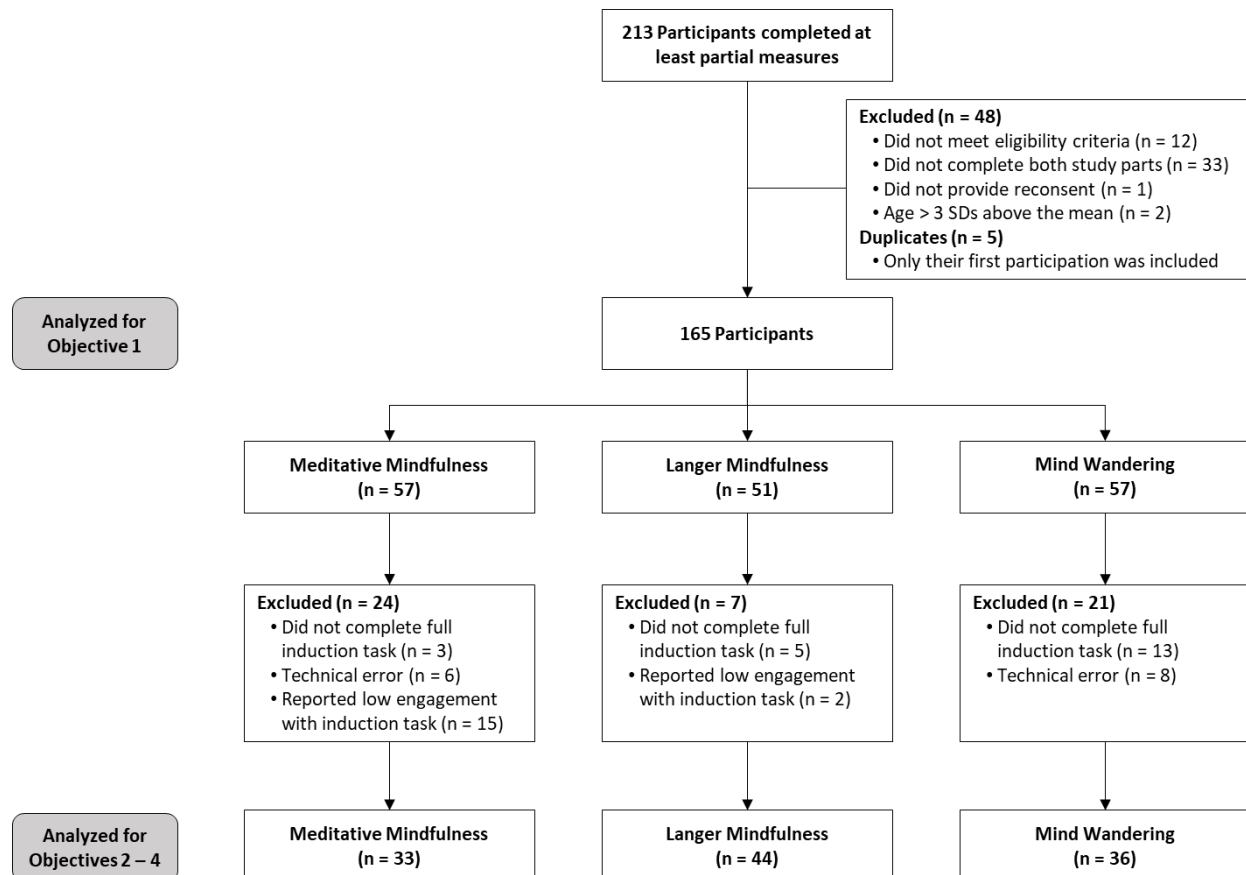 213 Participants completed at
least partial measures
Excluded (n = 48)
• Did not meet eligibility criteria (n = 12)
• Did not complete both study parts (n = 33)
• Did not provide reconsent (n = 1)
• Age > 3 SDs above the mean (n = 2)
Duplicates (n = 5)
• Only their first participation was included
Analyzed for
Objective 1
165 Participants
Meditative Mindfulness
(n = 57)
Langer Mindfulness
(n = 51)
Mind Wandering
(n = 57)
Excluded (n = 24)
• Did not complete full
induction task (n = 3)
• Technical error (n = 6)
• Reported low engagement
with induction task (n = 15)
Excluded (n = 7)
• Did not complete full
induction task (n = 5)
• Reported low engagement
with induction task (n = 2)
Excluded (n = 21)
• Did not complete full
induction task (n = 13)
• Technical error (n = 8)
Analyzed for
Objectives 2 – 4
Meditative Mindfulness
(n = 33)
Langer Mindfulness
(n = 44)
Mind Wandering
(n = 36)